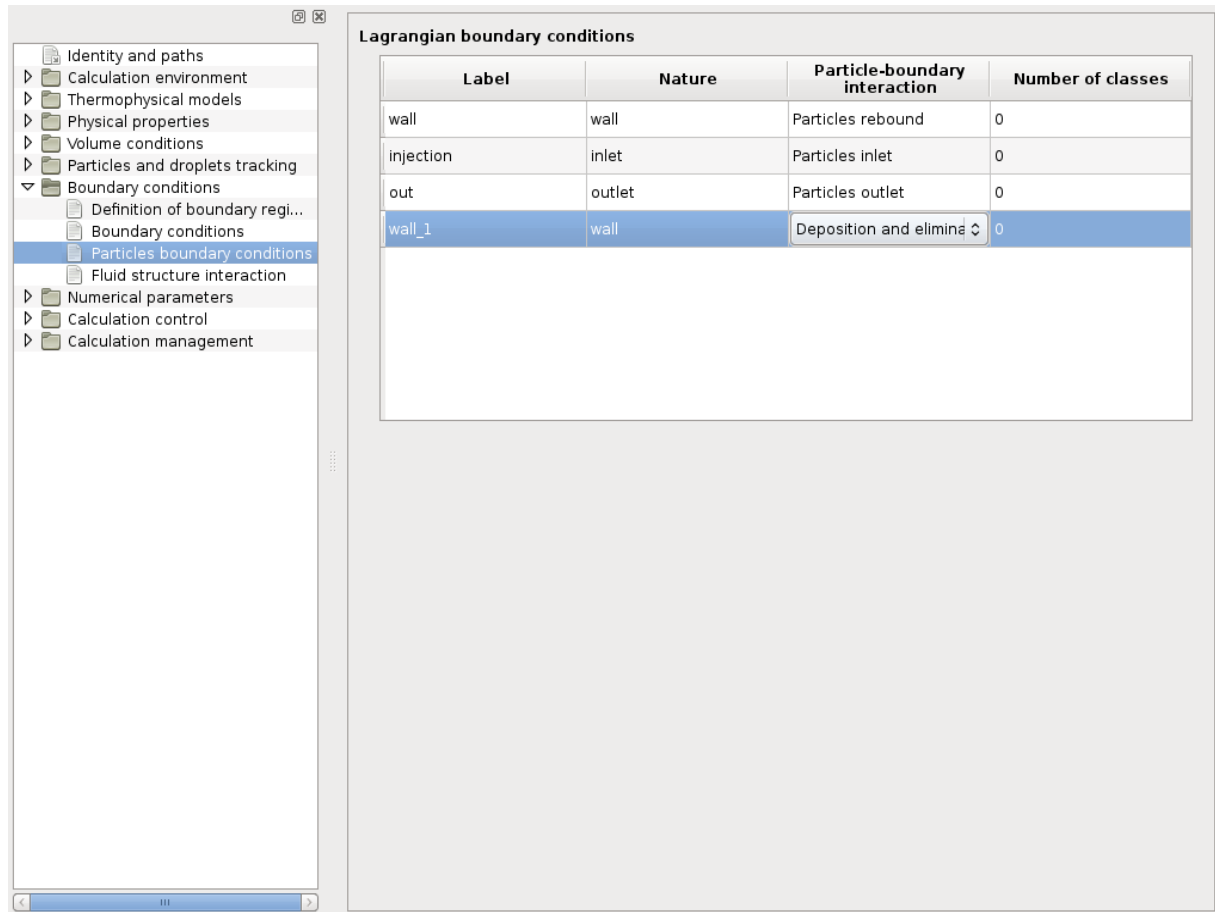 Identity and paths
Calculation environment
Thermophysical models
Physical properties
Volume conditions
Particles and droplets tracking
Boundary conditions
Definition of boundary regi...
Boundary conditions
Particles boundary conditions
Fluid structure interaction
Numerical parameters
Calculation control
Calculation management
Lagrangian boundary conditions
Label Nature Particle-boundary interaction Number of classes
wall wall Particles rebound 0
injection inlet Particles inlet 0
out outlet Particles outlet 0
wall_1 wall Deposition and elimina 0